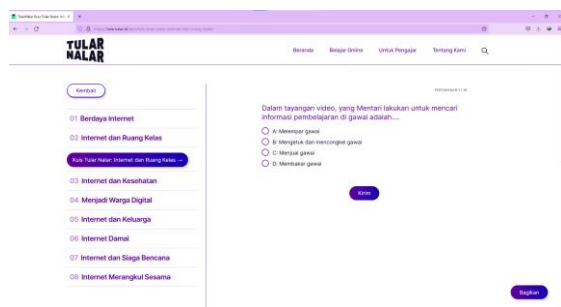 TULAR
NALAR
Beranda
Belajar Online
Untuk Pengajar
Tentang Kami
Kembali
01 Berdaya Internet
02 Internet dan Ruang Kelas
Kuis Tular Nalar: Internet dan Ruang Kelas →
03 Internet dan Kesehatan
04 Menjadi Warga Digital
05 Internet dan Keluarga
06 Internet Damai
07 Internet dan Siaga Bencana
08 Internet Merangkul Sesama
Dalam tayangan video, yang Mentari lakukan untuk mencari
informasi pembelajaran di gawai adalah....
A: Melempar gawai
B: Mengetuk dan mencongkel gawai
C: Menjual gawai
D: Membakar gawai
Kirim
Bagikan